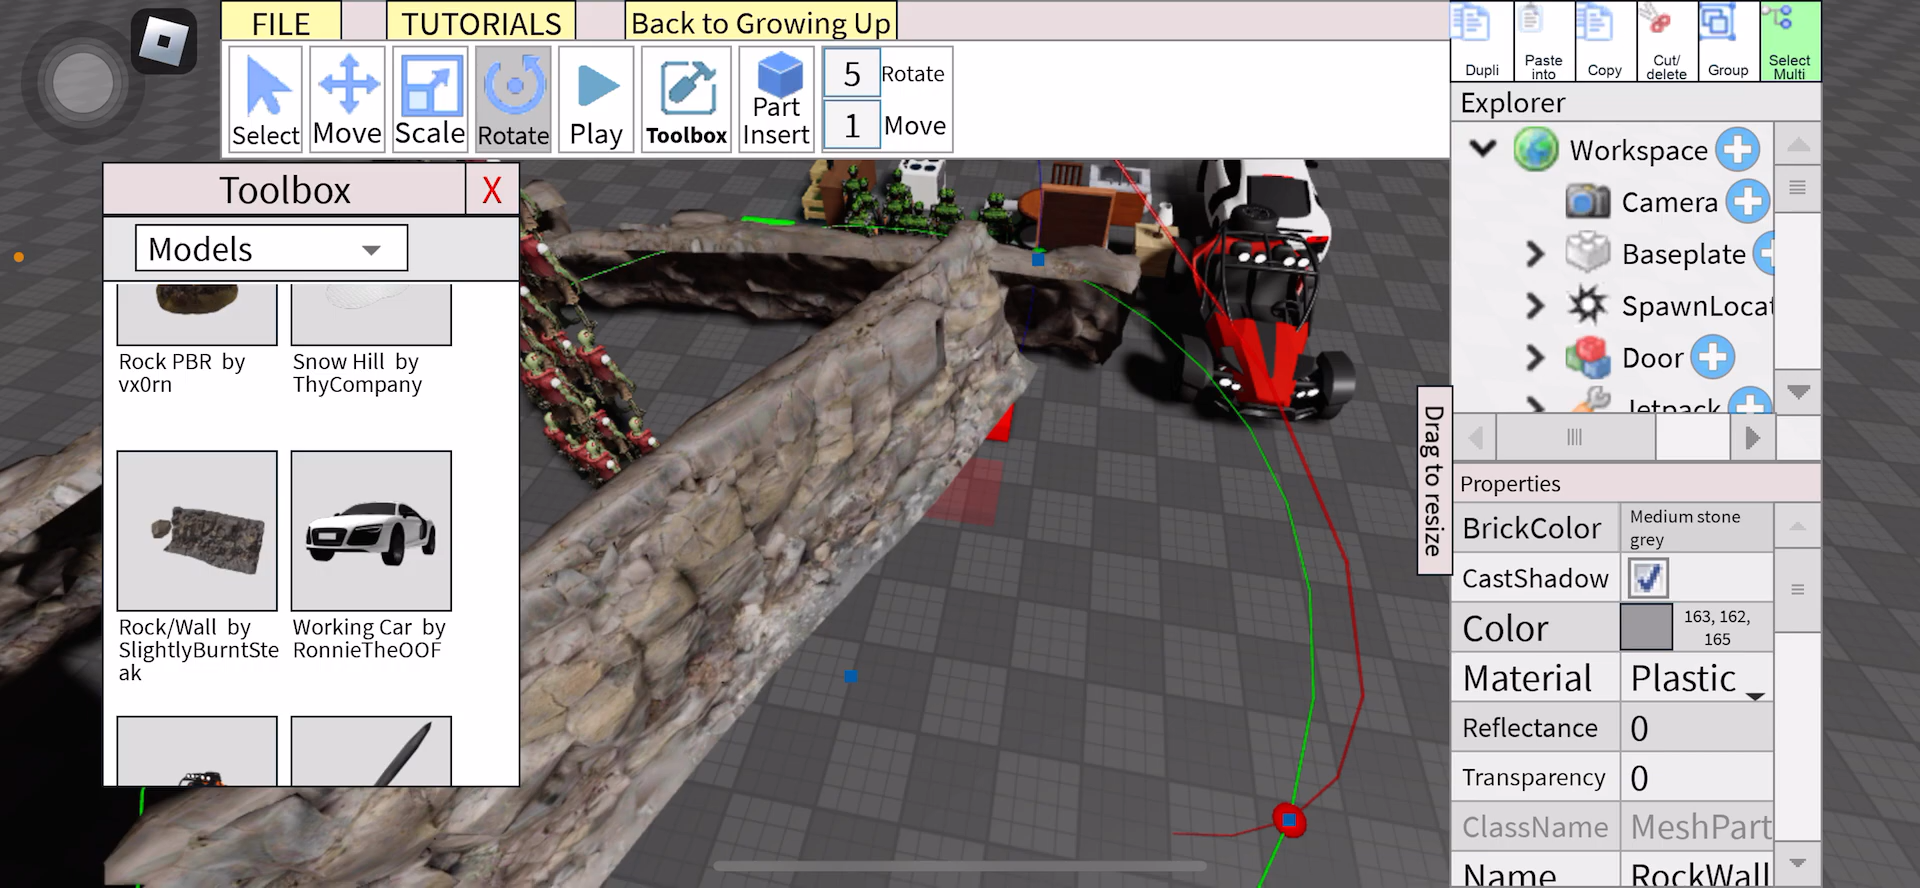 FILE
TUTORIALS
Back to Growing Up
Select
Move
Scale
Rotate
Play
Toolbox
Part
Insert
5 Rotate
1 Move
Dupli
Paste
into
Copy
Cut/
delete
Group
Select
Multi
Toolbox
X
Models
Rock PBR by
vx0rn
Snow Hill by
ThyCompany
Rock/Wall by
SlightlyBurntSte
ak
Working Car by
RonnieTheOOF
Drag to resize
Explorer
Workspace
Camera
Baseplate
SpawnLocat
Door
Jetpack
Properties
BrickColor
Medium stone
grey
CastShadow
Color
163, 162,
165
Material Plastic
Reflectance 0
Transparency 0
ClassName MeshPart
Name RockWall